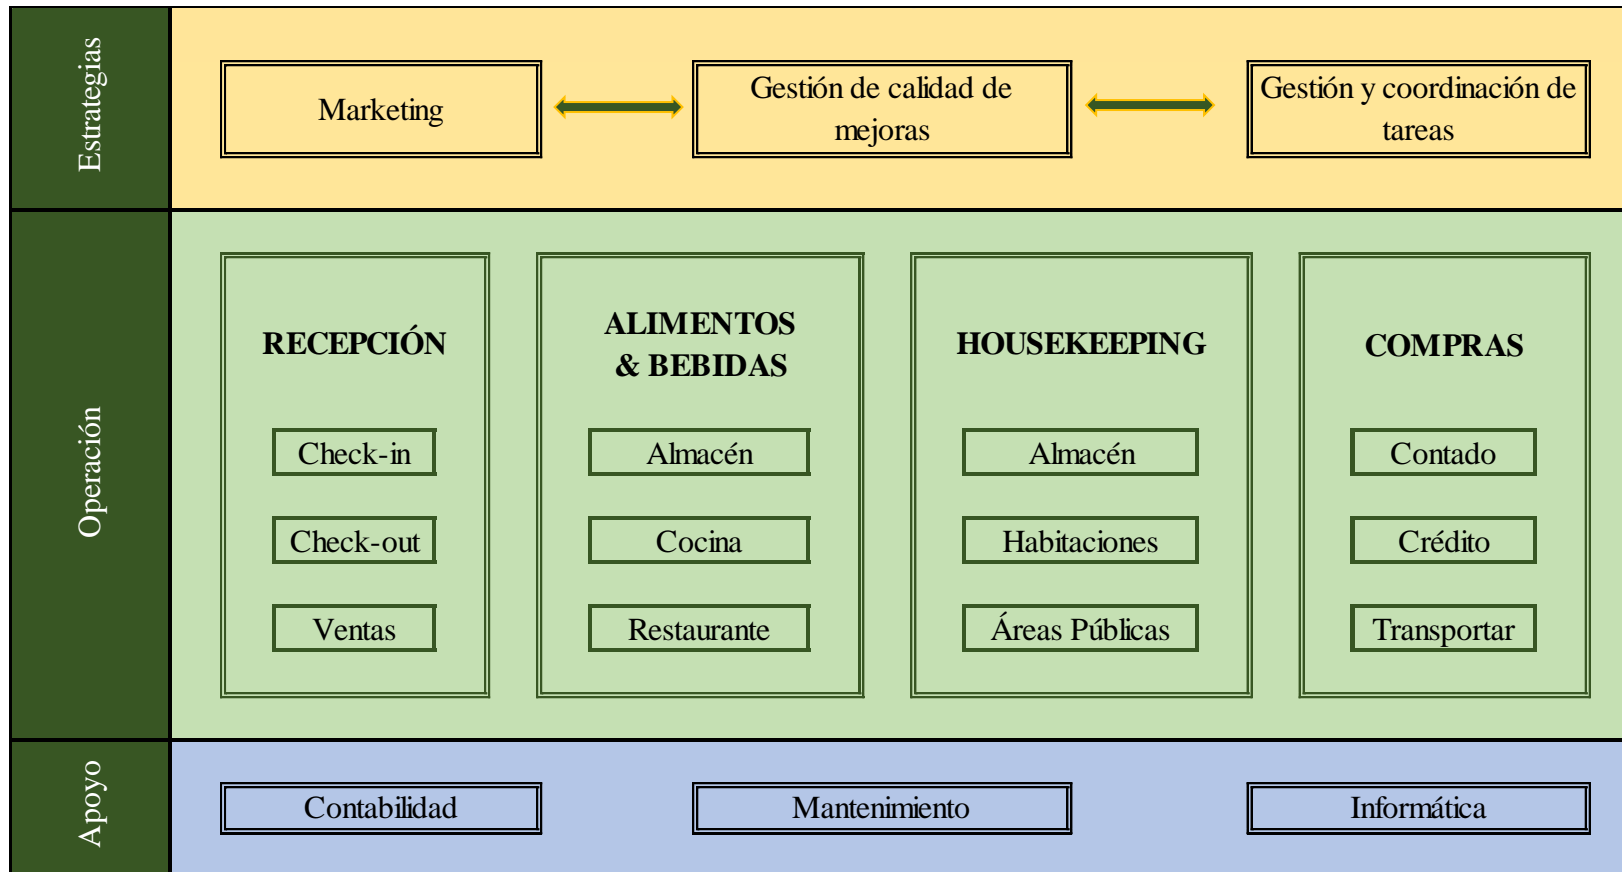 Estrategias
Marketing
Gestión de calidad de
mejoras
Gestión y coordinación de
tareas
Operación
RECEPCIÓN
Check-in
Check-out
Ventas
ALIMENTOS
& BEBIDAS
Almacén
Cocina
Restaurante
HOUSEKEEPING
Almacén
Habitaciones
Áreas Públicas
COMPRAS
Contado
Crédito
Transportar
Apoyo
Contabilidad
Mantenimiento
Informática